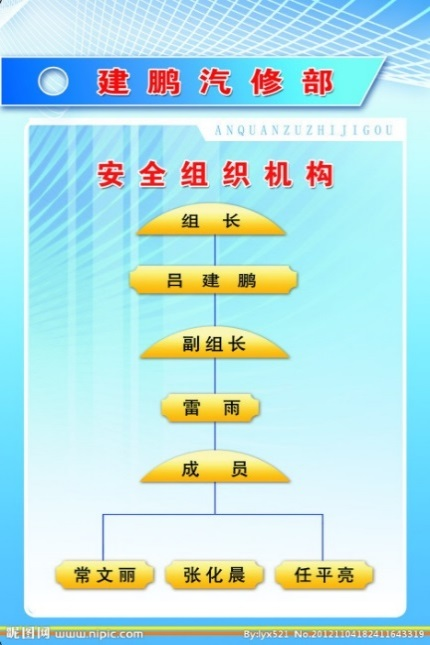 建鹏汽修部
ANQUANZUZHIJIGOU
安全组织机构
组长
吕建鹏
副组长
雷雨
成员
常文丽 张化晨 任平亮
昵图网 www.nipic.com By:lyx521 No.20121104182411643319